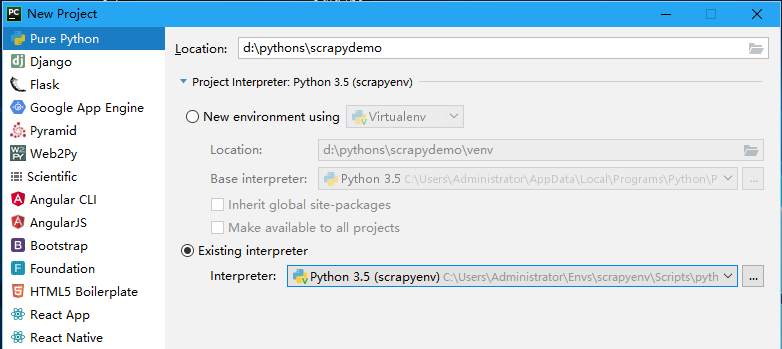 PC New Project
Pure Python
dj Django
Flask
Google App Engine
Pyramid
W2PY Web2Py
Scientific
Angular CLI
AngularJS
B Bootstrap
Foundation
HTML5 Boilerplate
React App
React Native
Location: d:\pythons\scrapydemo
Project Interpreter: Python 3.5 (scrapyenv)
New environment using Virtualenv
Location: d:\pythons\scrapydemo\venv
Base interpreter: Python 3.5 C:\Users\Administrator\AppData\Local\Programs\Python\P ...
Inherit global site-packages
Make available to all projects
Existing interpreter
Interpreter: Python 3.5 (scrapyenv) C:\Users\Administrator\Envs\scrapyenv\Scripts\pyth ...